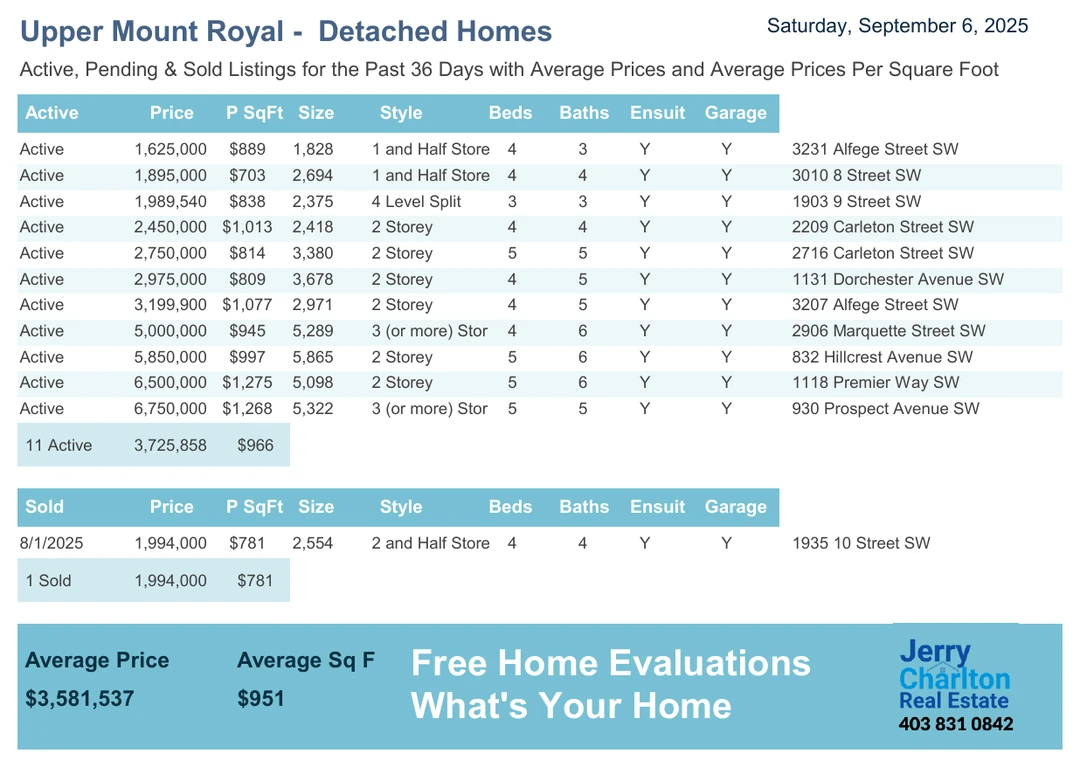 Upper Mount Royal - Detached Homes
Saturday, September 6, 2025
Active, Pending & Sold Listings for the Past 36 Days with Average Prices and Average Prices Per Square Foot
Active Price P SqFt Size Style Beds Baths Ensuit Garage
Active 1,625,000 $889 1,828 1 and Half Store 4 3 Y Y 3231 Alfege Street SW
Active 1,895,000 $703 2,694 1 and Half Store 4 4 Y Y 3010 8 Street SW
Active 1,989,540 $838 2,375 4 Level Split 3 3 Y Y 1903 9 Street SW
Active 2,450,000 $1,013 2,418 2 Storey 4 4 Y Y 2209 Carleton Street SW
Active 2,750,000 $814 3,380 2 Storey 5 5 Y Y 2716 Carleton Street SW
Active 2,975,000 $809 3,678 2 Storey 4 5 Y Y 1131 Dorchester Avenue SW
Active 3,199,900 $1,077 2,971 2 Storey 4 5 Y Y 3207 Alfege Street SW
Active 5,000,000 $945 5,289 3 (or more) Stor 4 6 Y Y 2906 Marquette Street SW
Active 5,850,000 $997 5,865 2 Storey 5 6 Y Y 832 Hillcrest Avenue SW
Active 6,500,000 $1,275 5,098 2 Storey 5 6 Y Y 1118 Premier Way SW
Active 6,750,000 $1,268 5,322 3 (or more) Stor 5 5 Y Y 930 Prospect Avenue SW
11 Active 3,725,858 $966
Sold Price P SqFt Size Style Beds Baths Ensuit Garage
8/1/2025 1,994,000 $781 2,554 2 and Half Store 4 4 Y Y 1935 10 Street SW
1 Sold 1,994,000 $781
Average Price Average Sq F
$3,581,537 $951
Free Home Evaluations
What's Your Home
Jerry
Charlton
Real Estate
403 831 0842